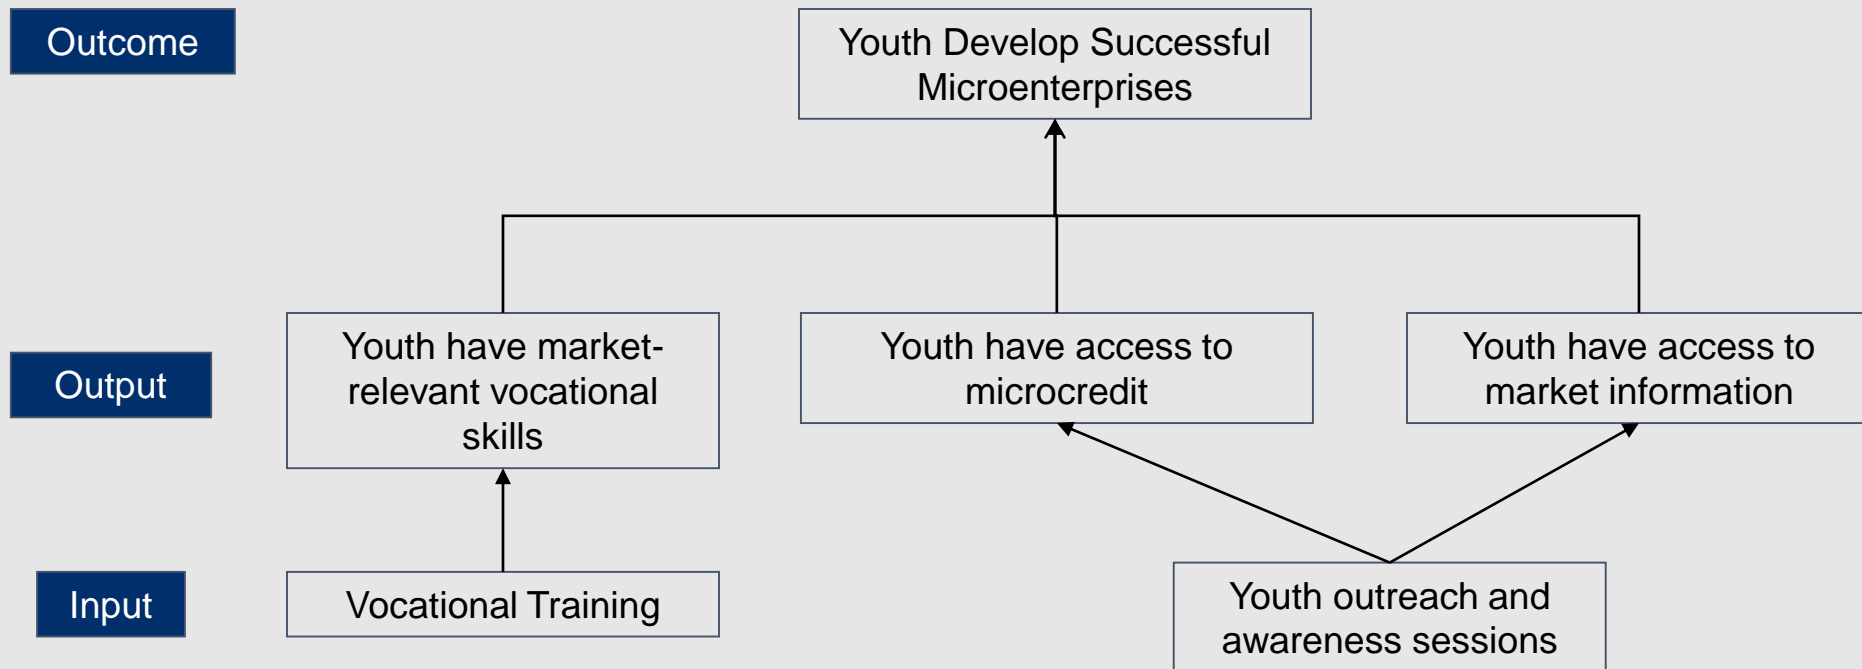 Outcome
Youth Develop Successful
Microenterprises
Output
Youth have market-
relevant vocational
skills
Youth have access to
microcredit
Youth have access to
market information
Input
Vocational Training
Youth outreach and
awareness sessions